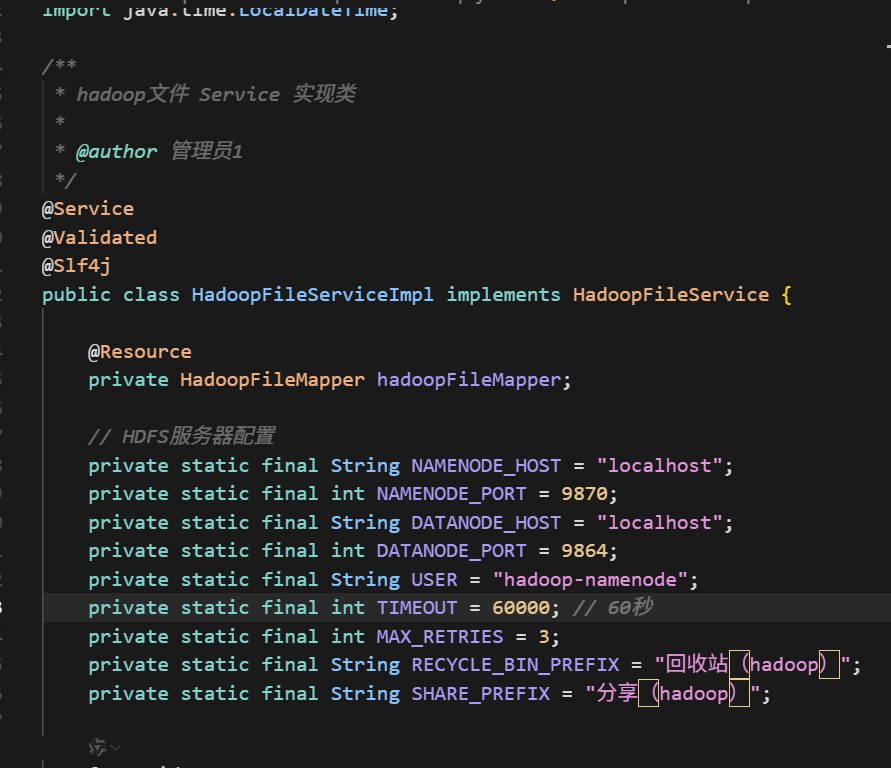 import java.time.LocalDateTime;
/**
* hadoop文件 Service 实现类
*
* @author 管理员1
*/
@Service
@Validated
@Slf4j
public class HadoopFileServiceImpl implements HadoopFileService {
@Resource
private HadoopFileMapper hadoopFileMapper;
// HDFS服务器配置
private static final String NAMENODE_HOST = "localhost";
private static final int NAMENODE_PORT = 9870;
private static final String DATANODE_HOST = "localhost";
private static final int DATANODE_PORT = 9864;
private static final String USER = "hadoop-namenode";
private static final int TIMEOUT = 60000; // 60秒
private static final int MAX_RETRIES = 3;
private static final String RECYCLE_BIN_PREFIX = "回收站（hadoop）";
private static final String SHARE_PREFIX = "分享（hadoop）";